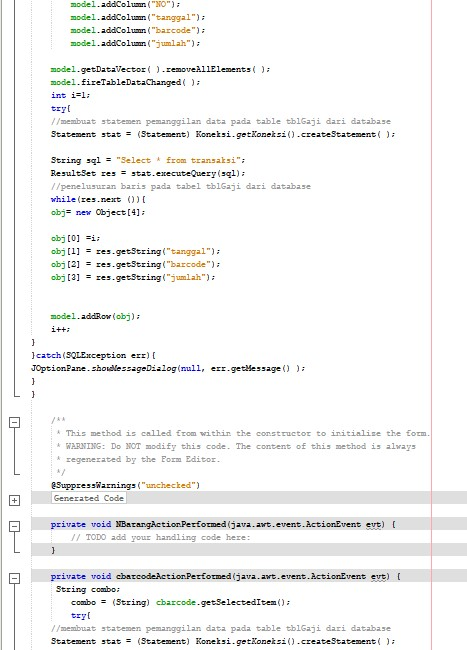 model.addColumn("NO");
model.addColumn("tanggal");
model.addColumn("barcode");
model.addColumn("jumlah");
model.getDataVector( ).removeAllElements( );
model.fireTableDataChanged( );
int i=1;
try{
//membuat statemen pemanggilan data pada table tblGaji dari database
Statement stat = (Statement) Koneksi.getKoneksi().createStatement( );
String sql = "Select * from transaksi";
ResultSet res = stat.executeQuery(sql);
//penelusuran baris pada tabel tblGaji dari database
while(res.next ()){
obj= new Object[4];
obj[0] =i;
obj[1] = res.getString("tanggal");
obj[2] = res.getString("barcode");
obj[3] = res.getString("jumlah");
model.addRow(obj);
i++;
}
}catch(SQLException err){
JOptionPane.showMessageDialog(null, err.getMessage() );
}
}
/**
* This method is called from within the constructor to initialize the form.
* WARNING: Do NOT modify this code. The content of this method is always
* regenerated by the Form Editor.
*/
@SuppressWarnings("unchecked")
Generated Code
private void NBarangActionPerformed(java.awt.event.ActionEvent evt) {
// TODO add your handling code here:
}
private void cbarcodeActionPerformed(java.awt.event.ActionEvent evt) {
String combo;
combo = (String) cbarcode.getSelectedItem();
try{
//membuat statemen pemanggilan data pada table tblGaji dari database
Statement stat = (Statement) Koneksi.getKoneksi().createStatement( );